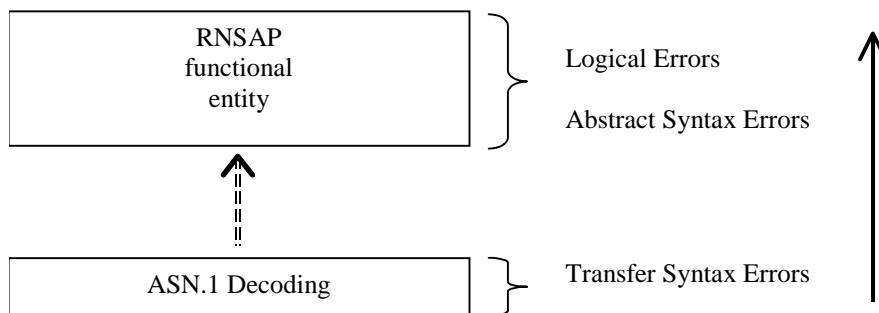 RNSAP
functional
entity
Logical Errors
Abstract Syntax Errors
ASN.1 Decoding
Transfer Syntax Errors